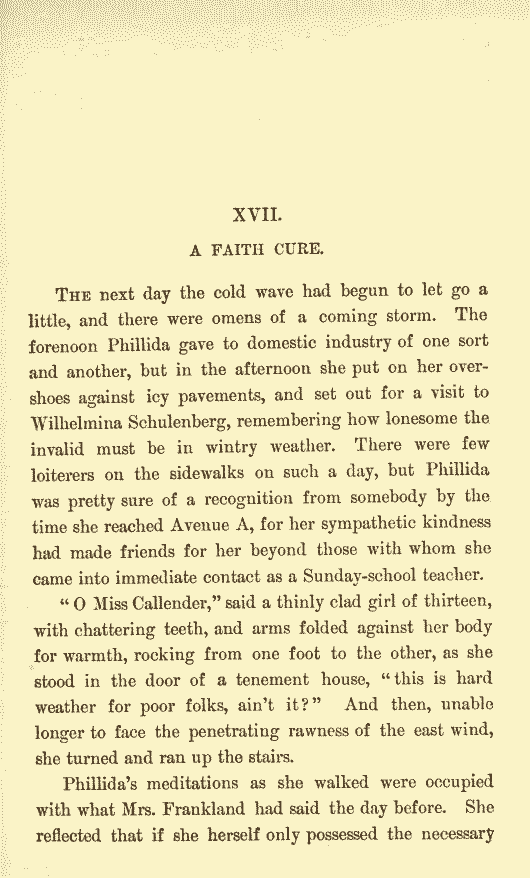 XVII.
A FAITH CURE.
The next day the cold wave had begun to let go a
little, and there were omens of a coming storm. The
forenoon Phillida gave to domestic industry of one sort
and another, but in the afternoon she put on her over-
shoes against icy pavements, and set out for a visit to
Wilhelmina Schulenberg, remembering how lonesome the
invalid must be in wintry weather. There were few
loiterers on the sidewalks on such a day, but Phillida
was pretty sure of a recognition from somebody by the
time she reached Avenue A, for her sympathetic kindness
had made friends for her beyond those with whom she
came into immediate contact as a Sunday-school teacher.
“O Miss Callender,” said a thinly clad girl of thirteen,
with chattering teeth, and arms folded against her body
for warmth, rocking from one foot to the other, as she
stood in the door of a tenement house, “this is hard
weather for poor folks, ain't it?” And then, unable
longer to face the penetrating rawness of the east wind,
she turned and ran up the stairs.
Phillida's meditations as she walked were occupied
with what Mrs. Frankland had said the day before. She
reflected that if she herself only possessed the necessary